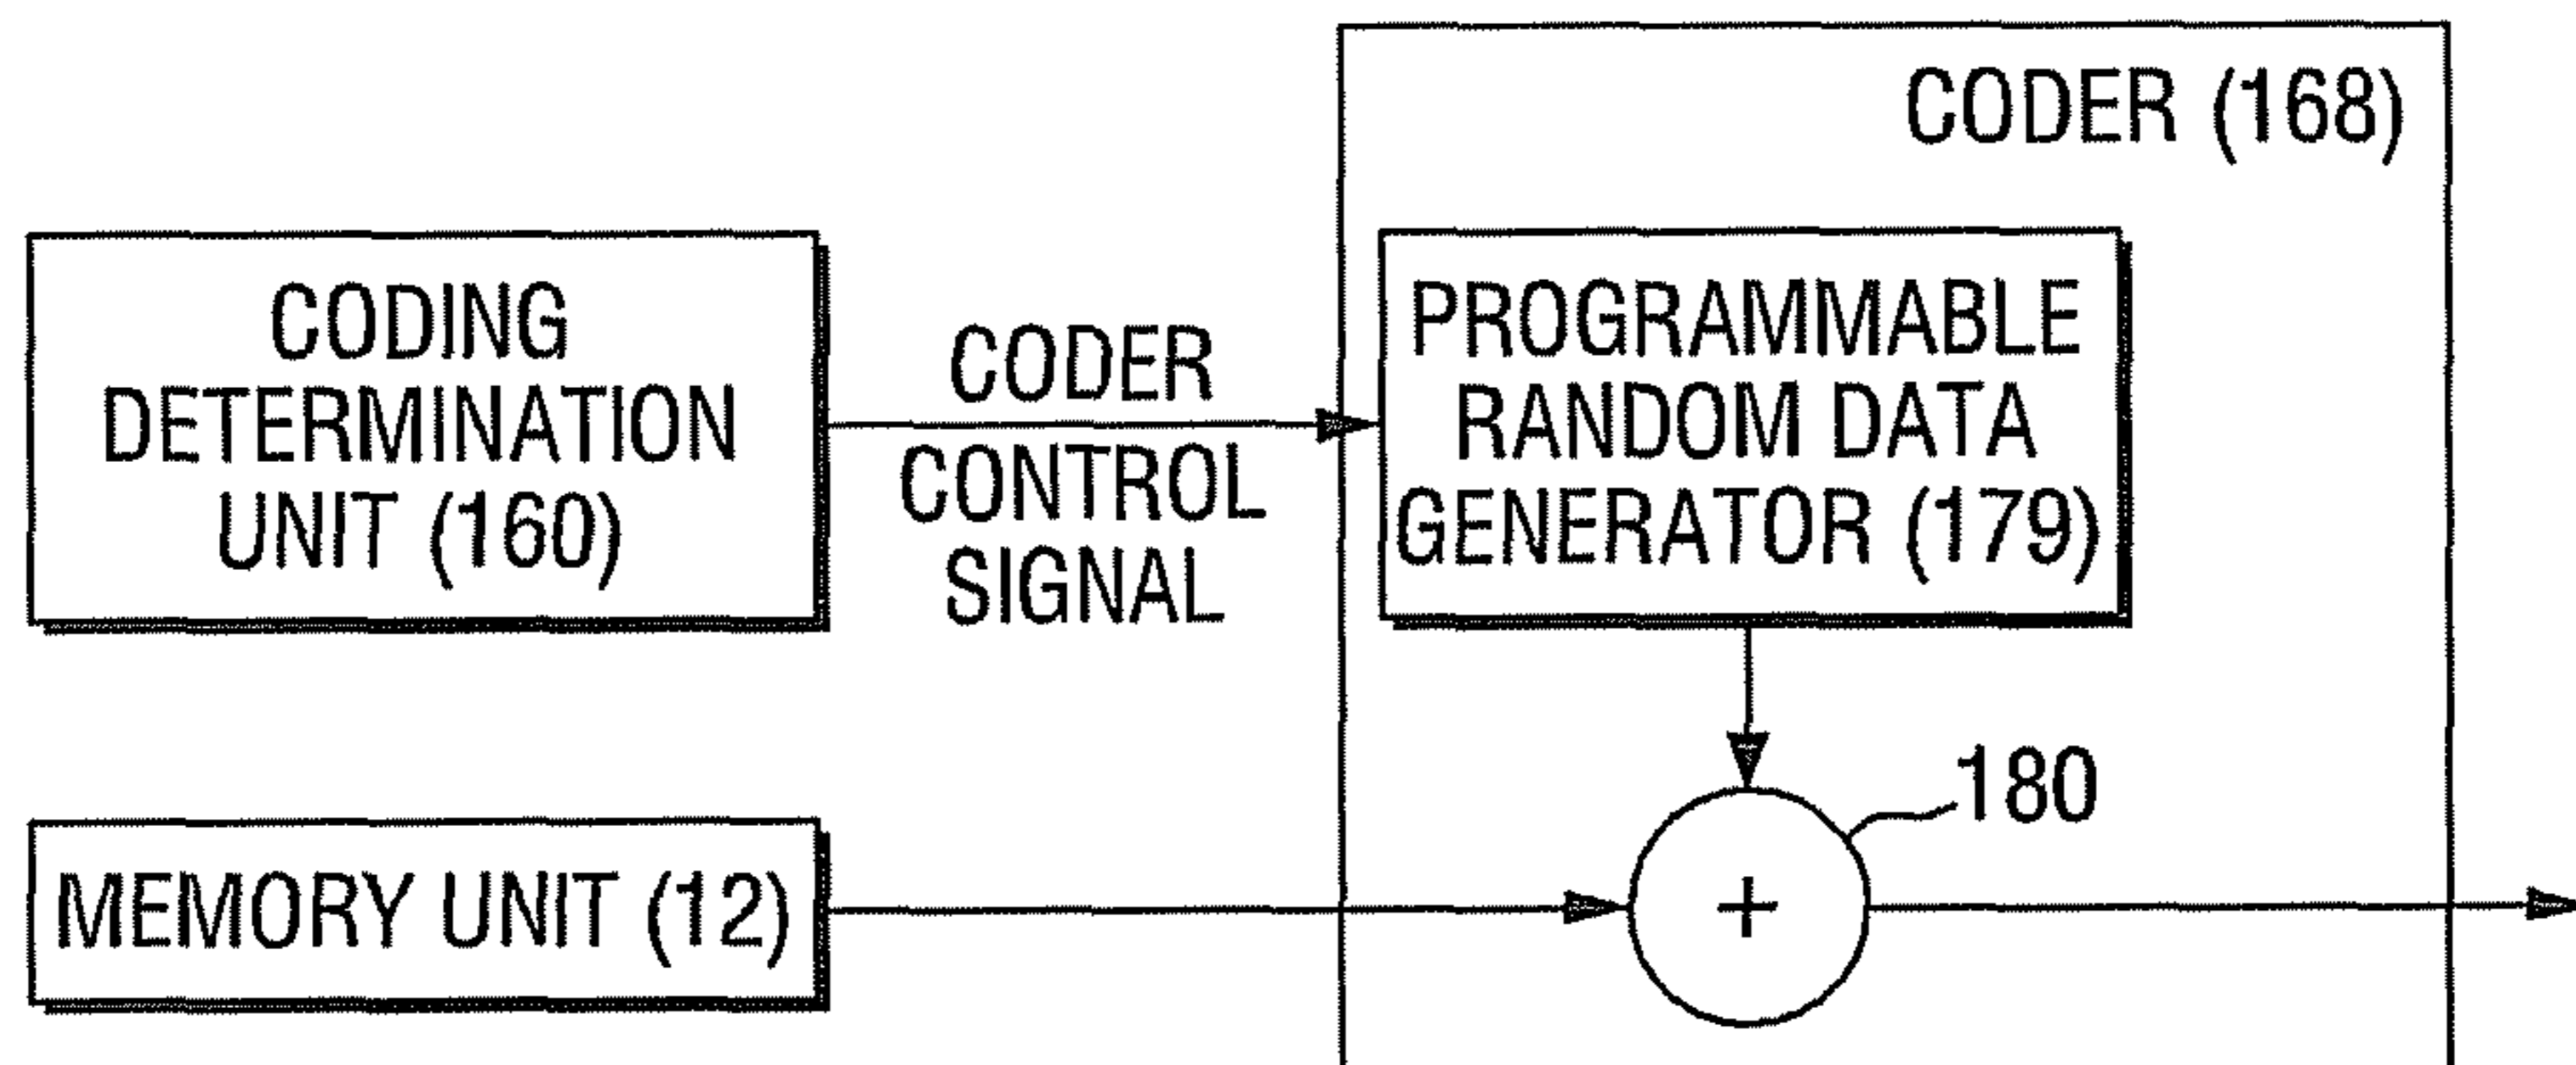 CODER (168)
CODING
DETERMINATION
UNIT (160)
CODER
CONTROL
SIGNAL
PROGRAMMABLE
RANDOM DATA
GENERATOR (179)
MEMORY UNIT (12)
+
180